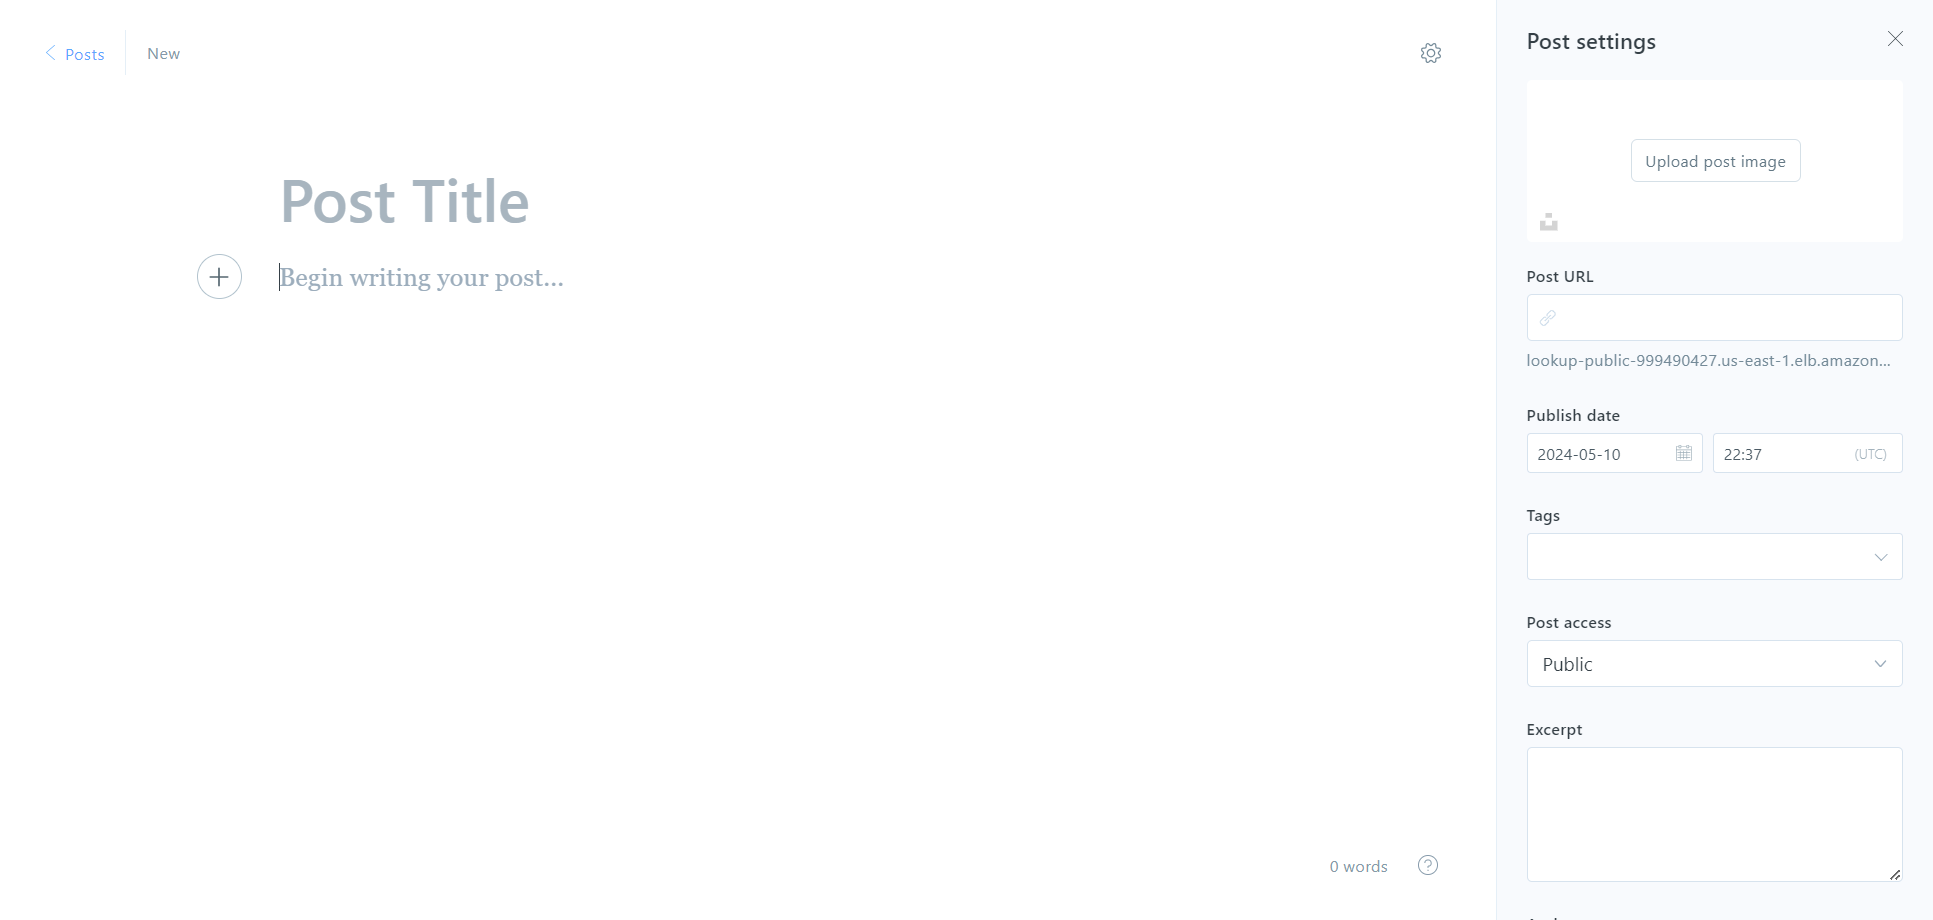 Posts
New
Post Title
Begin writing your post...
0 words
Post settings
Upload post image
Post URL
lookup-public-999490427.us-east-1.elb.amazon...
Publish date
2024-05-10
22:37
(UTC)
Tags
Post access
Public
Excerpt